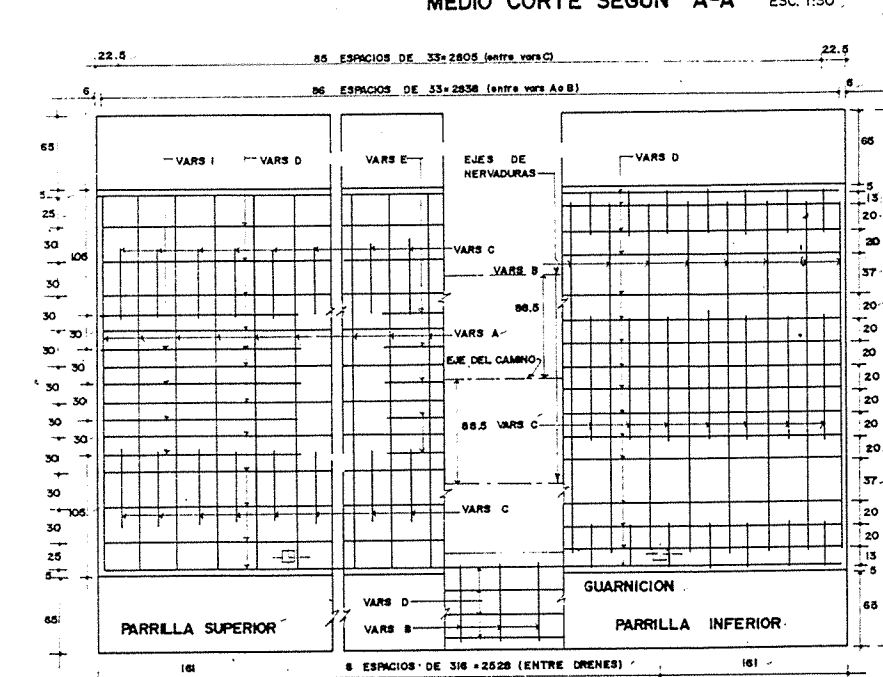 MEDIO CORTE SEGUN A-A ESC. 1:50
22.5 85 ESPACIOS DE 33=2805 (entre vars C) 22.5
6 86 ESPACIOS DE 33=2838 (entre vars A o B) 6
VARS I VARS D VARS E EJES DE NERVADURAS VARS D
65
5
25
30
105
30
30
30
30
30
30
30
30
30
30
30
105
30
25
5
65
VARS C
VARS B
86.5
VARS A
EJE DEL CAMINO
86.5 VARS C
VARS C
VARS D
VARS B
65
5
13
20
20
37
20
20
20
20
20
20
20
37
20
20
13
5
65
GUARNICION
PARRILLA SUPERIOR PARRILLA INFERIOR
161 8 ESPACIOS DE 316=2528 (ENTRE DRENES) 161